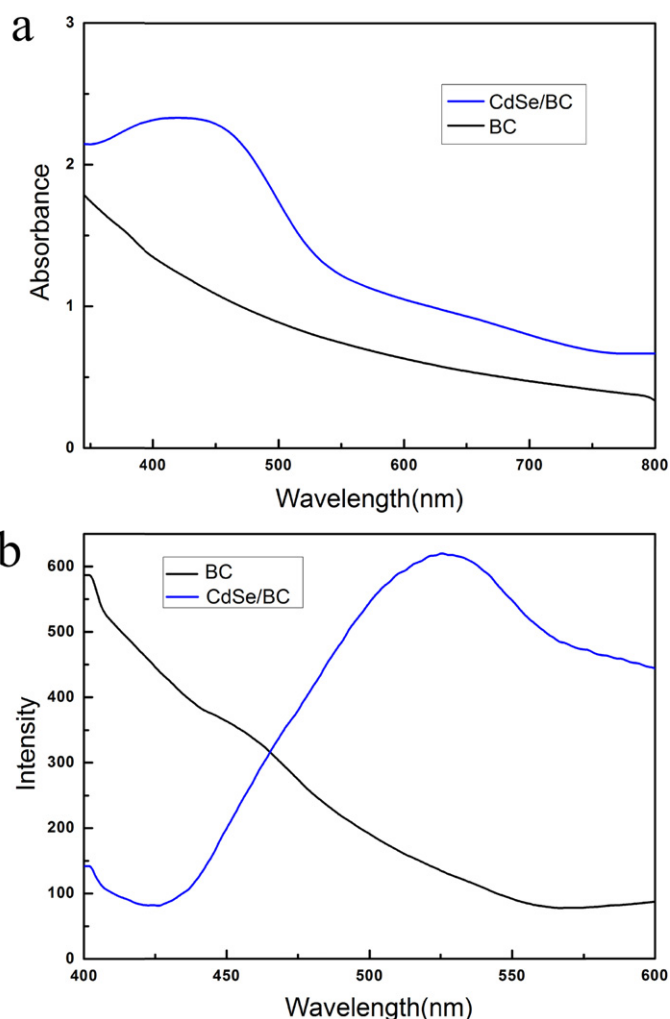 a
3
2
1
0
Absorbance
CdSe/BC
BC
400 500 600 700 800
Wavelength(nm)
b
600
500
400
300
200
100
0
Intensity
BC
CdSe/BC
400 450 500 550 600
Wavelength(nm)